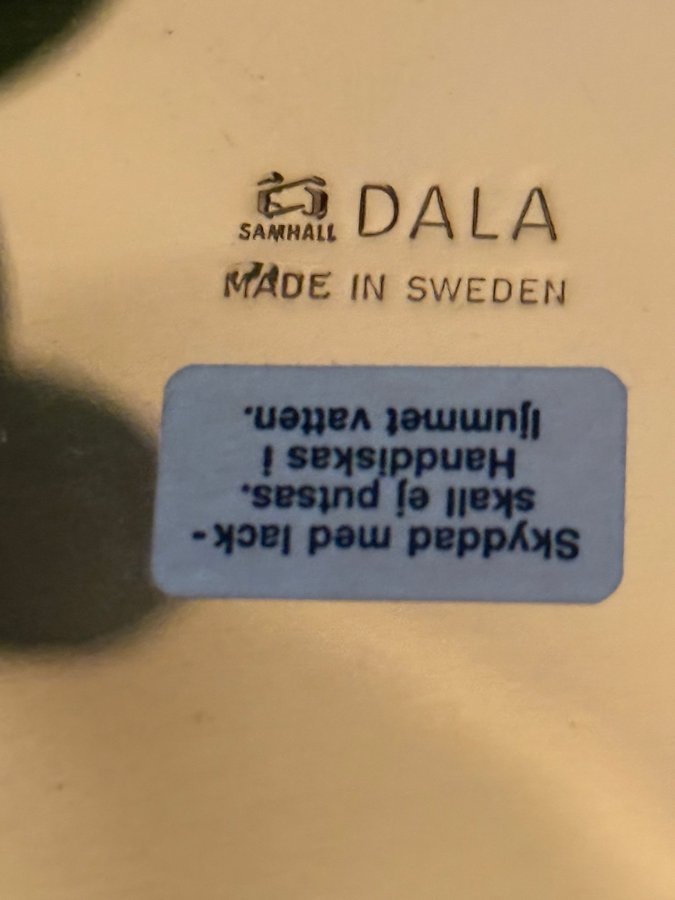 SAMHALL DALA
MADE IN SWEDEN
Skyddad med lack-
skall ej putsas.
Handdiskas i
ljummet vatten.